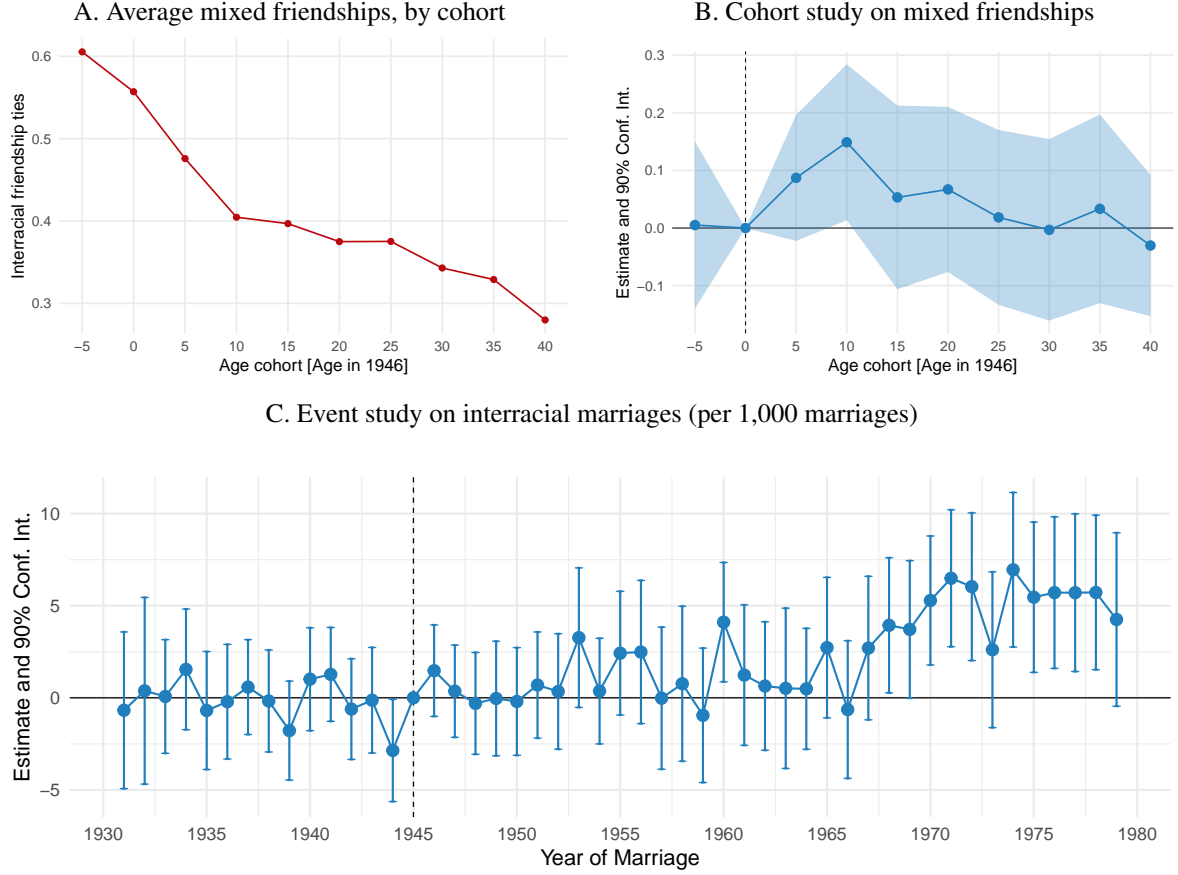 A. Average mixed friendships, by cohort
Interracial friendship ties
0.6
0.5
0.4
0.3
−5 0 5 10 15 20 25 30 35 40
Age cohort [Age in 1946]
B. Cohort study on mixed friendships
Estimate and 90% Conf. Int.
0.3
0.2
0.1
0.0
−0.1
−5 0 5 10 15 20 25 30 35 40
Age cohort [Age in 1946]
C. Event study on interracial marriages (per 1,000 marriages)
Estimate and 90% Conf. Int.
10
5
0
−5
1930 1935 1940 1945 1950 1955 1960 1965 1970 1975 1980
Year of Marriage